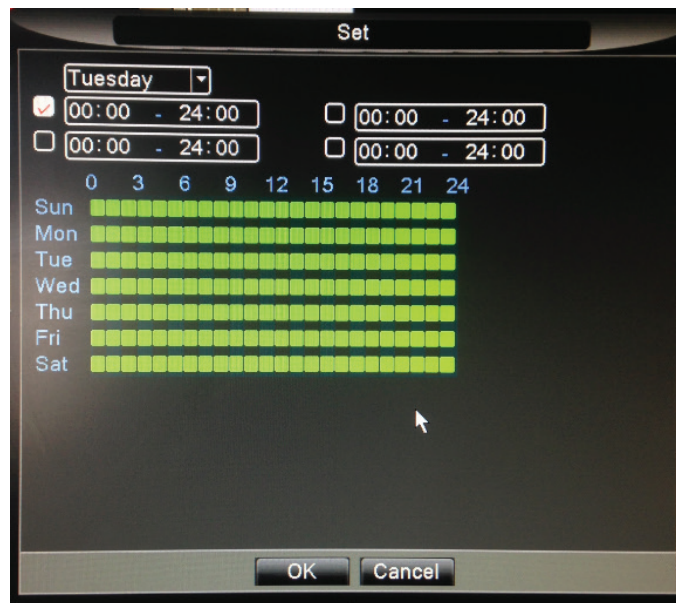 Set
Tuesday
00:00 - 24:00 00:00 - 24:00
00:00 - 24:00 00:00 - 24:00
0 3 6 9 12 15 18 21 24
Sun
Mon
Tue
Wed
Thu
Fri
Sat
OK Cancel